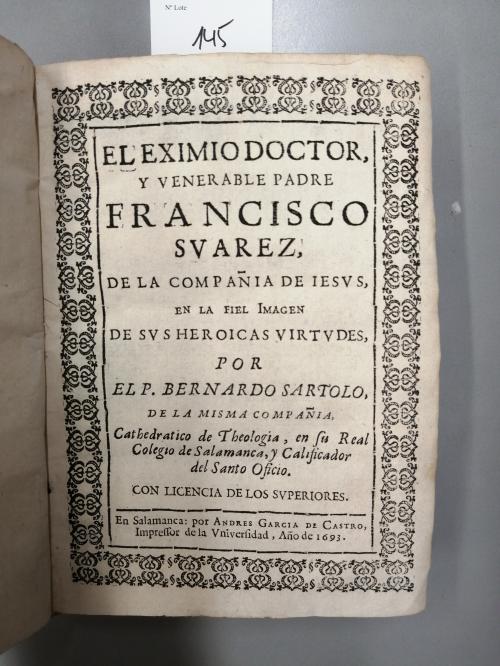 Nº Lote
145
EL EXIMIO DOCTOR,
Y VENERABLE PADRE
FRANCISCO
SVAREZ,
DE LA COMPAÑIA DE IESVS,
EN LA FIEL IMAGEN
DE SVS HEROICAS VIRTVDES,
POR
EL P. BERNARDO SARTOLO,
DE LA MISMA COMPAÑIA,
Cathedratico de Theologia, en ſu Real
Colegio de Salamanca, y Calificador
del Santo Oficio.
CON LICENCIA DE LOS SVPERIORES.
En Salamanca: por ANDRES GARCIA DE CASTRO,
Impreſſor de la Vniverſidad, Año de 1693.